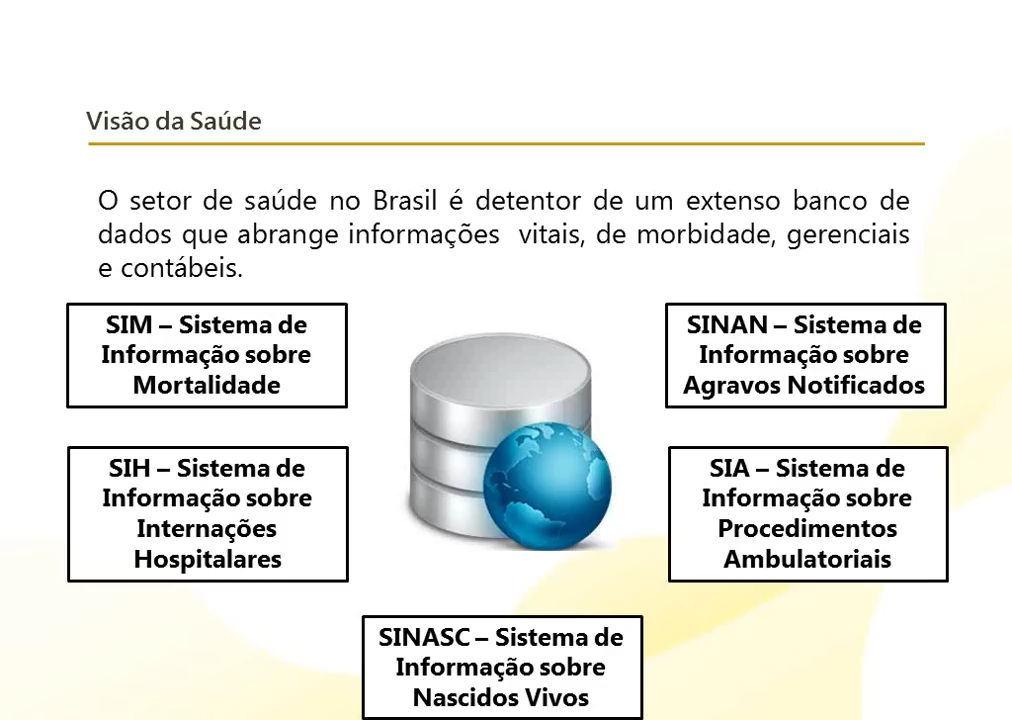 Visão da Saúde
O setor de saúde no Brasil é detentor de um extenso banco de
dados que abrange informações vitais, de morbidade, gerenciais
e contábeis.
SIM – Sistema de
Informação sobre
Mortalidade
SINAN – Sistema de
Informação sobre
Agravos Notificados
SIH – Sistema de
Informação sobre
Internações
Hospitalares
SIA – Sistema de
Informação sobre
Procedimentos
Ambulatoriais
SINASC – Sistema de
Informação sobre
Nascidos Vivos